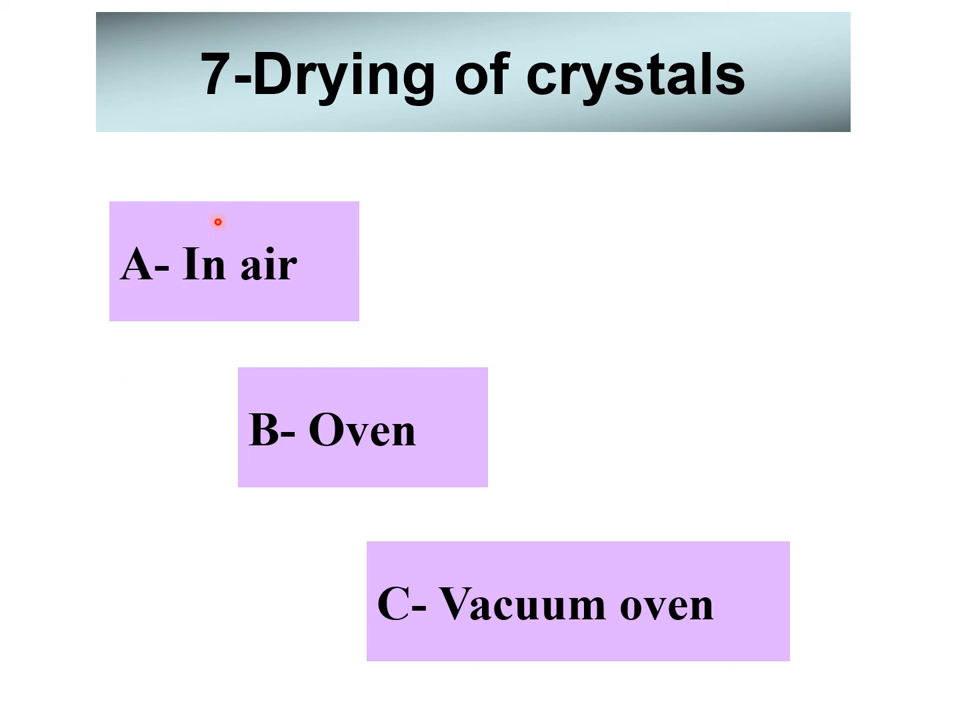 7-Drying of crystals
A- In air
B- Oven
C- Vacuum oven